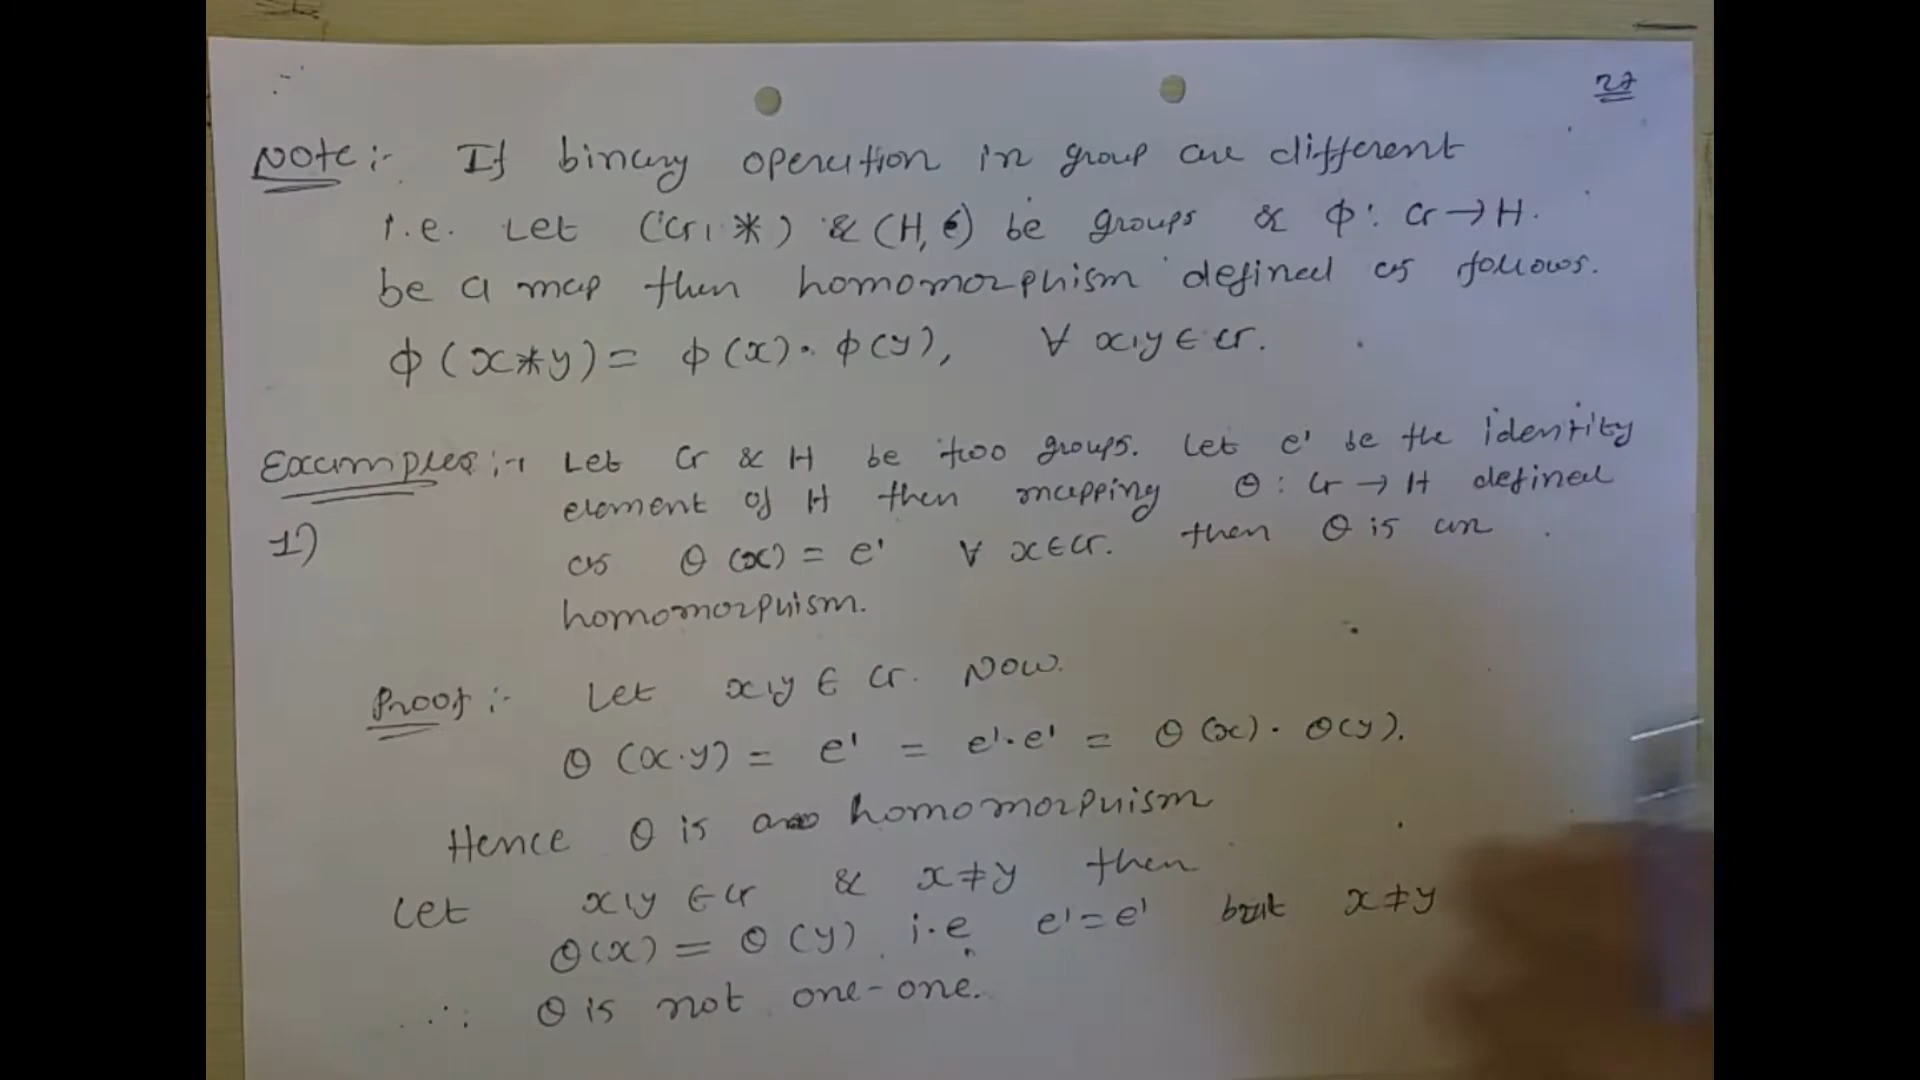 27
Note :- If binary operation in group are different
i.e. Let (G, *) & (H, •) be groups & ϕ : G → H.
be a map then homomorphism defined as follows.
ϕ(x*y) = ϕ(x) · ϕ(y), ∀ x,y ∈ G.
Examples :- Let G & H be two groups. Let e' be the identity
element of H then mapping θ : G → H defined
1) as θ(x) = e' ∀ x ∈ G. then θ is an
homomorphism.
Proof :- Let x,y ∈ G. Now.
θ(x·y) = e' = e'·e' = θ(x) · θ(y).
Hence θ is a homomorphism
Let x,y ∈ G & x ≠ y then
θ(x) = θ(y) i.e e' = e' but x ≠ y
∴ θ is not one-one.